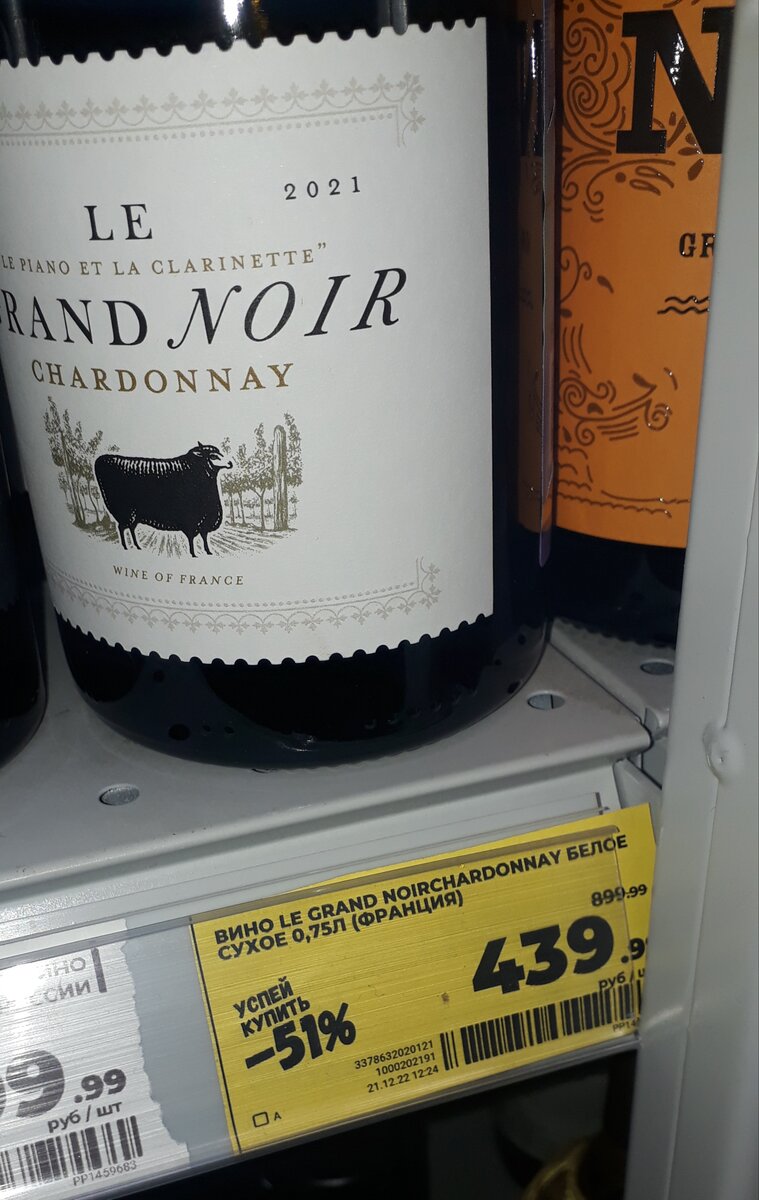 2021
LE
LE PIANO ET LA CLARINETTE”
GRAND NOIR
CHARDONNAY
WINE OF FRANCE
N
GR
ВИНО LE GRAND NOIRCHARDONNAY БЕЛОЕ
СУХОЕ 0,75Л (ФРАНЦИЯ)
899.99
439
руб
УСПЕЙ
КУПИТЬ
–51%
3378632020121
1000202191
21.12.22 12:24
A
.99
руб / шт
PP1459683